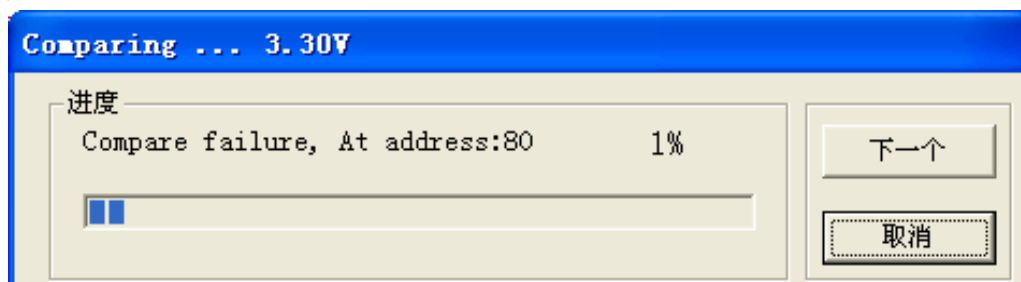 Comparing ... 3.30V
进度
Compare failure, At address:80 1%
下一个
取消